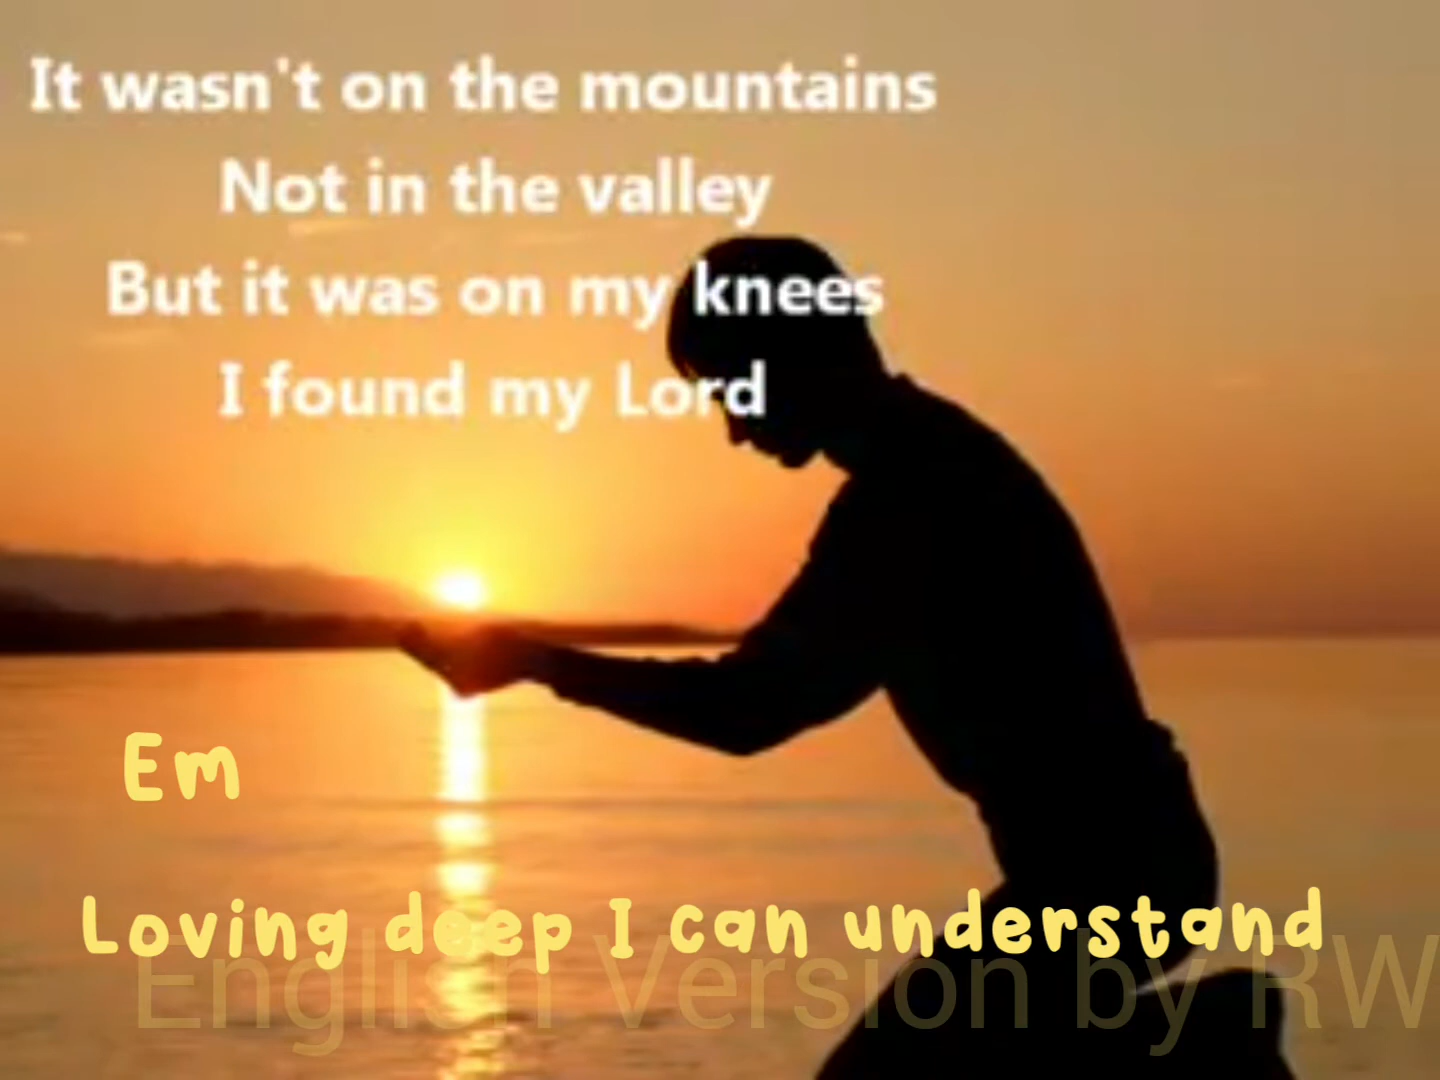 It wasn't on the mountains
Not in the valley
But it was on my knees
I found my Lord
Em
Loving deep I can understand
English Version by RW